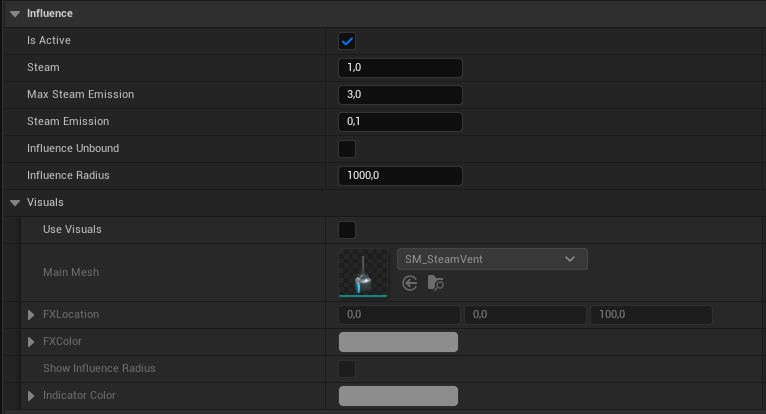 Influence
Is Active
Steam 1,0
Max Steam Emission 3,0
Steam Emission 0,1
Influence Unbound
Influence Radius 1000,0
Visuals
Use Visuals
Main Mesh SM_SteamVent
FXLocation 0,0 0,0 100,0
FXColor
Show Influence Radius
Indicator Color